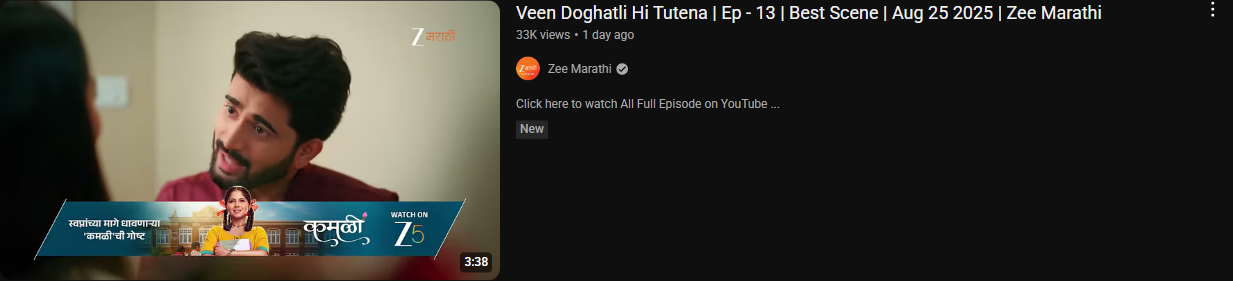 Z मराठी
स्वप्नांच्या मागे धावणाऱ्या
'कमळी'ची गोष्ट
कमळी
WATCH ON
Z5
3:38
Veen Doghatli Hi Tutena | Ep - 13 | Best Scene | Aug 25 2025 | Zee Marathi
33K views • 1 day ago
Zee Marathi
Click here to watch All Full Episode on YouTube ...
New